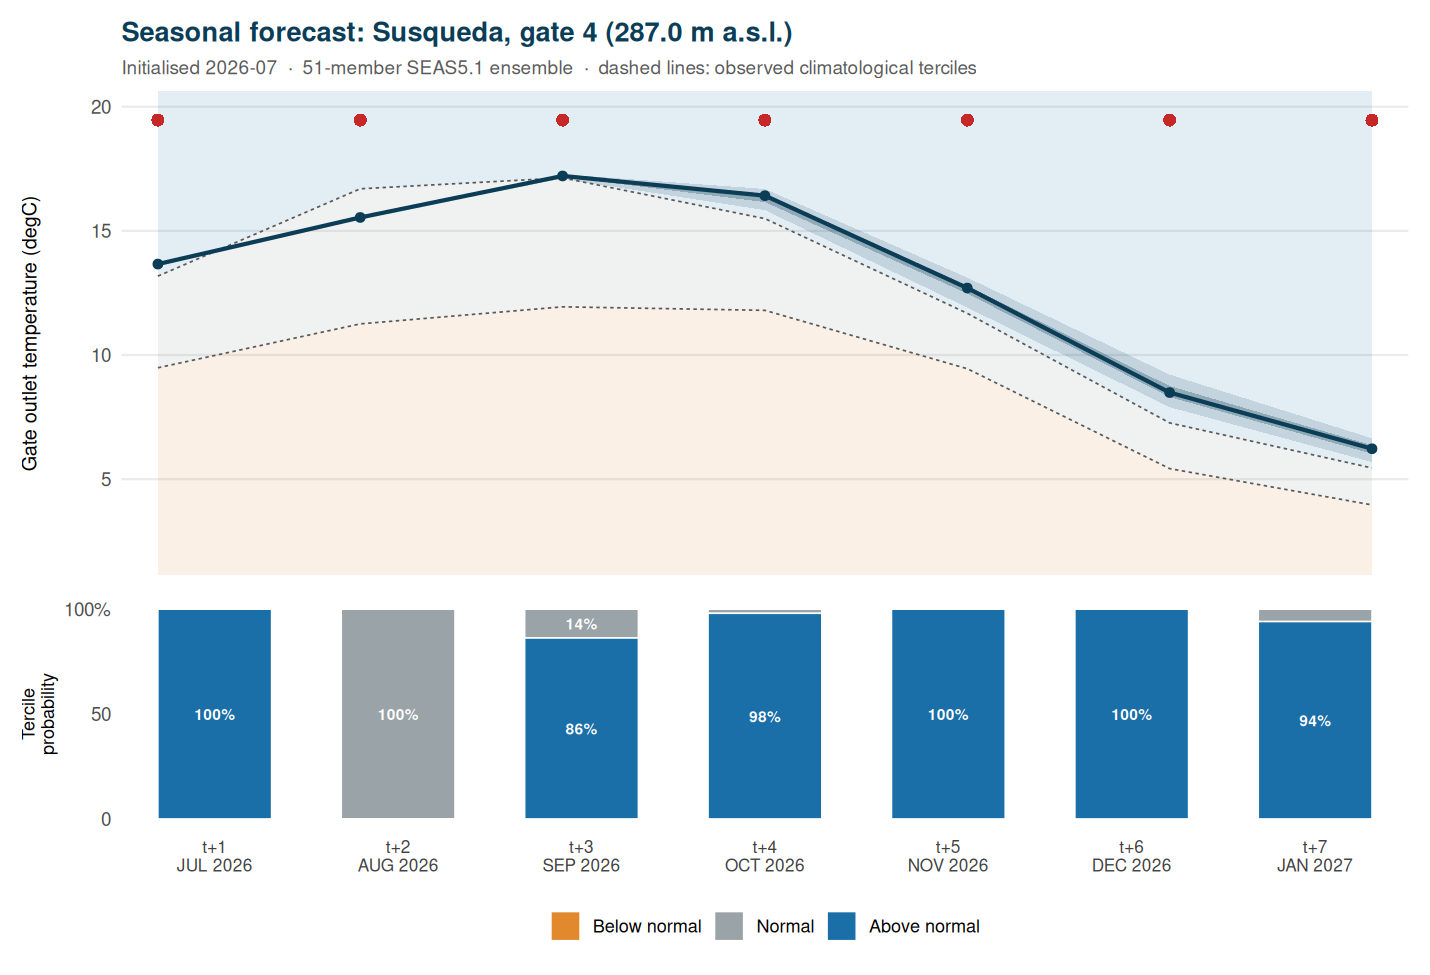 Seasonal forecast: Susqueda, gate 4 (287.0 m a.s.l.)
Initialised 2026-07 · 51-member SEAS5.1 ensemble · dashed lines: observed climatological terciles
Gate outlet temperature (degC)
20
15
10
5
Tercile
probability
100%
50
0
100%
100%
14%
86%
98%
100%
100%
94%
t+1
JUL 2026
t+2
AUG 2026
t+3
SEP 2026
t+4
OCT 2026
t+5
NOV 2026
t+6
DEC 2026
t+7
JAN 2027
Below normal
Normal
Above normal